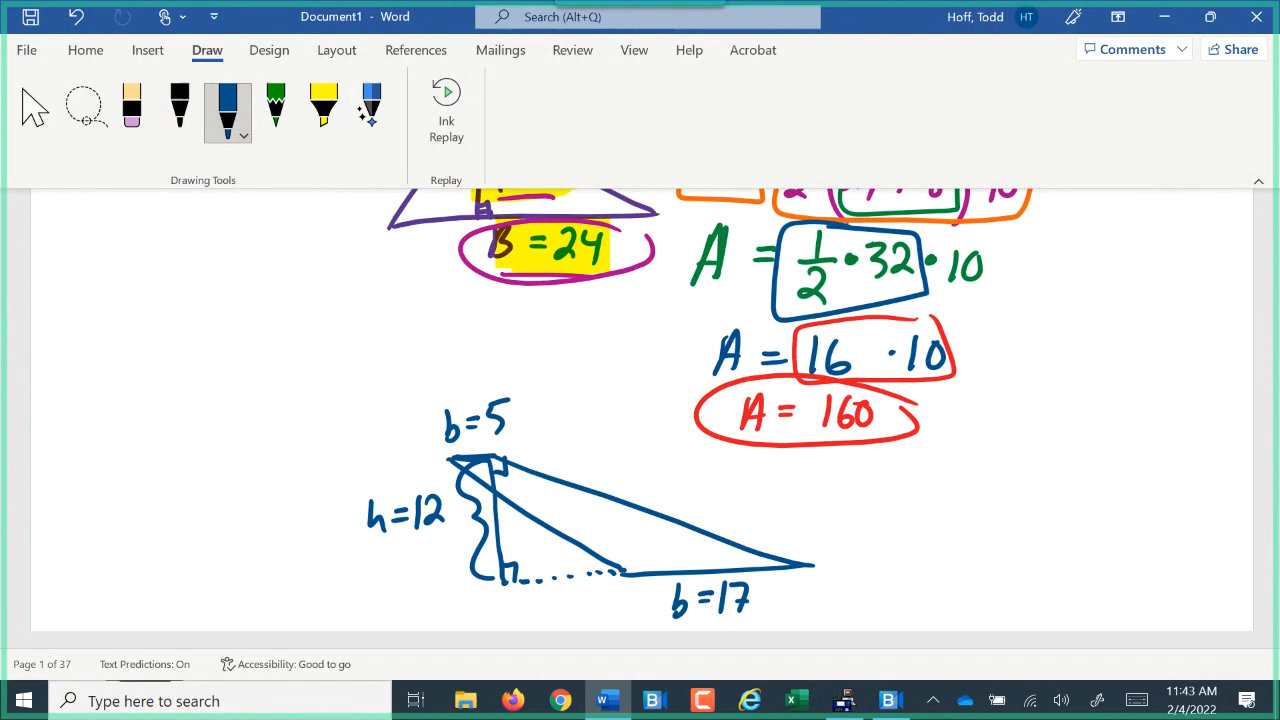 Document1 - Word
Search (Alt+Q)
Hoff, Todd
HT
File Home Insert Draw Design Layout References Mailings Review View Help Acrobat
Comments
Share
Ink
Replay
Drawing Tools
Replay
B = 24
A = 1/2 • 32 • 10
A = 16 · 10
A = 160
b = 5
h = 12
b = 17
Page 1 of 37
Text Predictions: On
Accessibility: Good to go
Type here to search
11:43 AM
2/4/2022